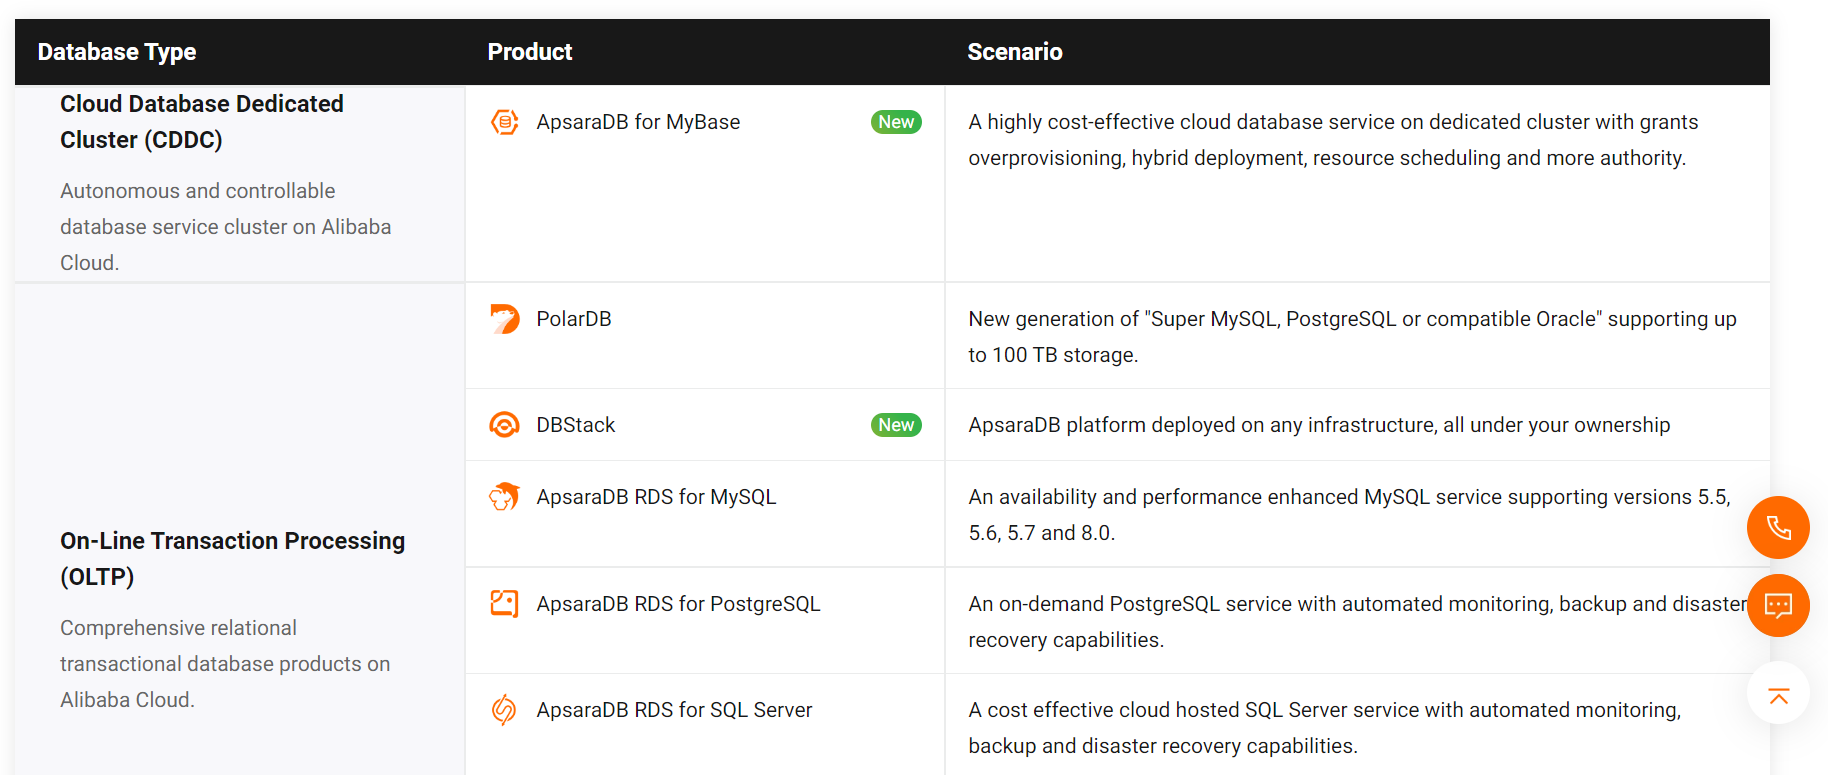 Database Type
Product
Scenario
Cloud Database Dedicated
Cluster (CDDC)
Autonomous and controllable
database service cluster on Alibaba
Cloud.
ApsaraDB for MyBase
New
A highly cost-effective cloud database service on dedicated cluster with grants
overprovisioning, hybrid deployment, resource scheduling and more authority.
On-Line Transaction Processing
(OLTP)
Comprehensive relational
transactional database products on
Alibaba Cloud.
PolarDB
New generation of "Super MySQL, PostgreSQL or compatible Oracle" supporting up
to 100 TB storage.
DBStack
New
ApsaraDB platform deployed on any infrastructure, all under your ownership
ApsaraDB RDS for MySQL
An availability and performance enhanced MySQL service supporting versions 5.5,
5.6, 5.7 and 8.0.
ApsaraDB RDS for PostgreSQL
An on-demand PostgreSQL service with automated monitoring, backup and disaster
recovery capabilities.
ApsaraDB RDS for SQL Server
A cost effective cloud hosted SQL Server service with automated monitoring,
backup and disaster recovery capabilities.